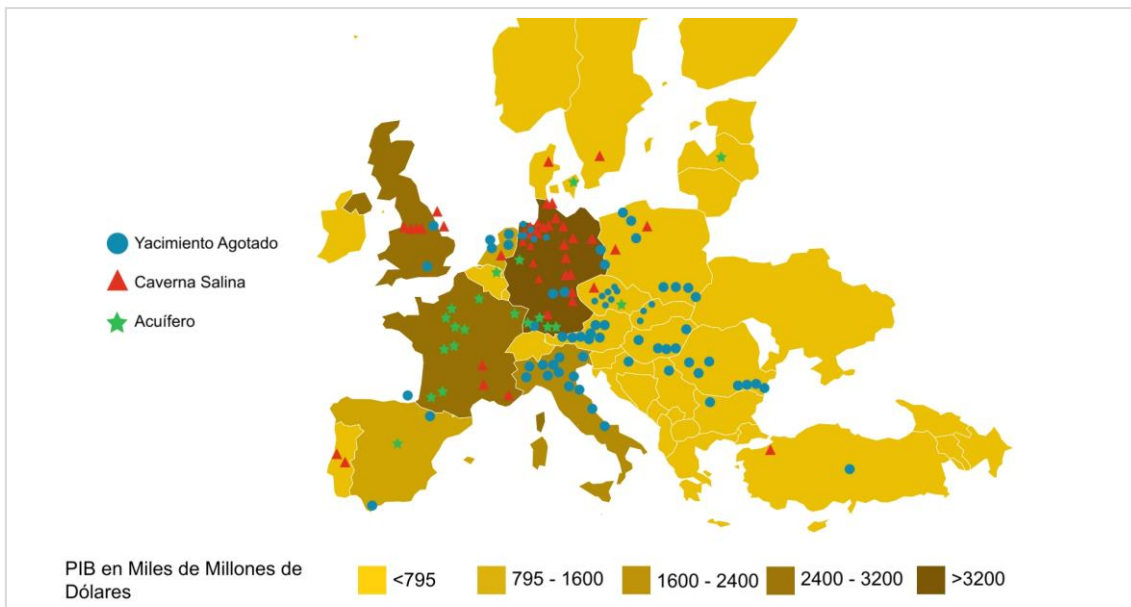 Yacimiento Agotado
Caverna Salina
Acuífero
PIB en Miles de Millones de
Dólares
<795
795 - 1600
1600 - 2400
2400 - 3200
>3200